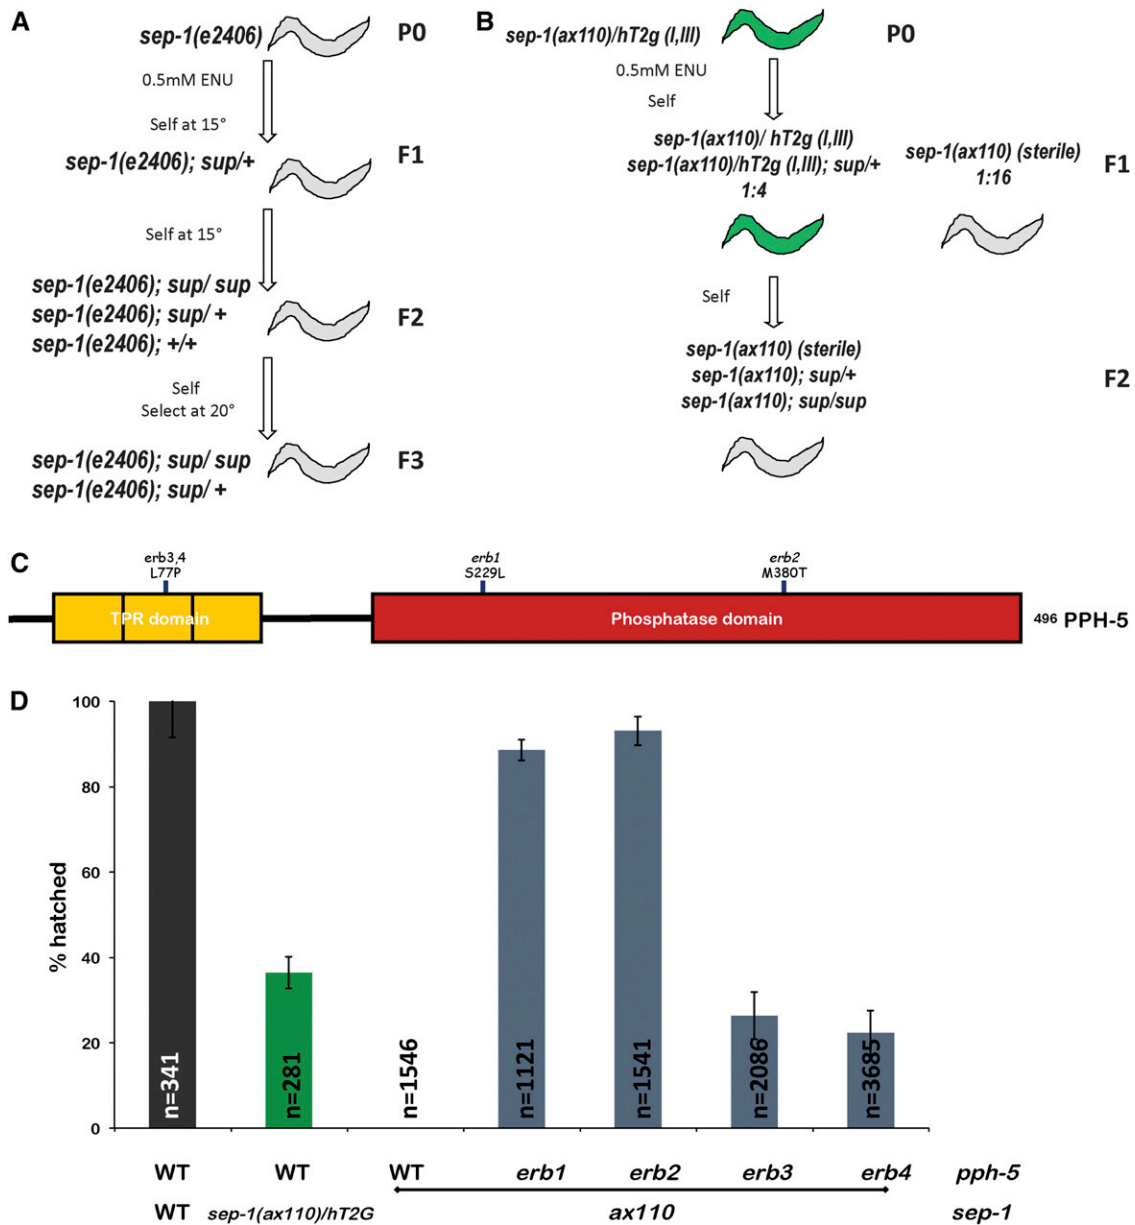 A
sep-1(e2406)
P0
0.5mM ENU
Self at 15°
sep-1(e2406); sup/+
F1
Self at 15°
sep-1(e2406); sup/ sup
sep-1(e2406); sup/ +
sep-1(e2406); +/+
F2
Self
Select at 20°
sep-1(e2406); sup/ sup
sep-1(e2406); sup/ +
F3
B
sep-1(ax110)/hT2g (I,III)
P0
0.5mM ENU
Self
sep-1(ax110)/ hT2g (I,III)
sep-1(ax110)/hT2g (I,III); sup/+
1:4
sep-1(ax110) (sterile)
1:16
F1
Self
sep-1(ax110) (sterile)
sep-1(ax110); sup/+
sep-1(ax110); sup/sup
F2
C
erb3,4
L77P
erb1
S229L
erb2
M380T
TPR domain
Phosphatase domain
496 PPH-5
D
% hatched
100
80
60
40
20
0
n=341
n=281
n=1546
n=1121
n=1541
n=2086
n=3685
WT WT WT erb1 erb2 erb3 erb4 pph-5
WT sep-1(ax110)/hT2G ax110 sep-1